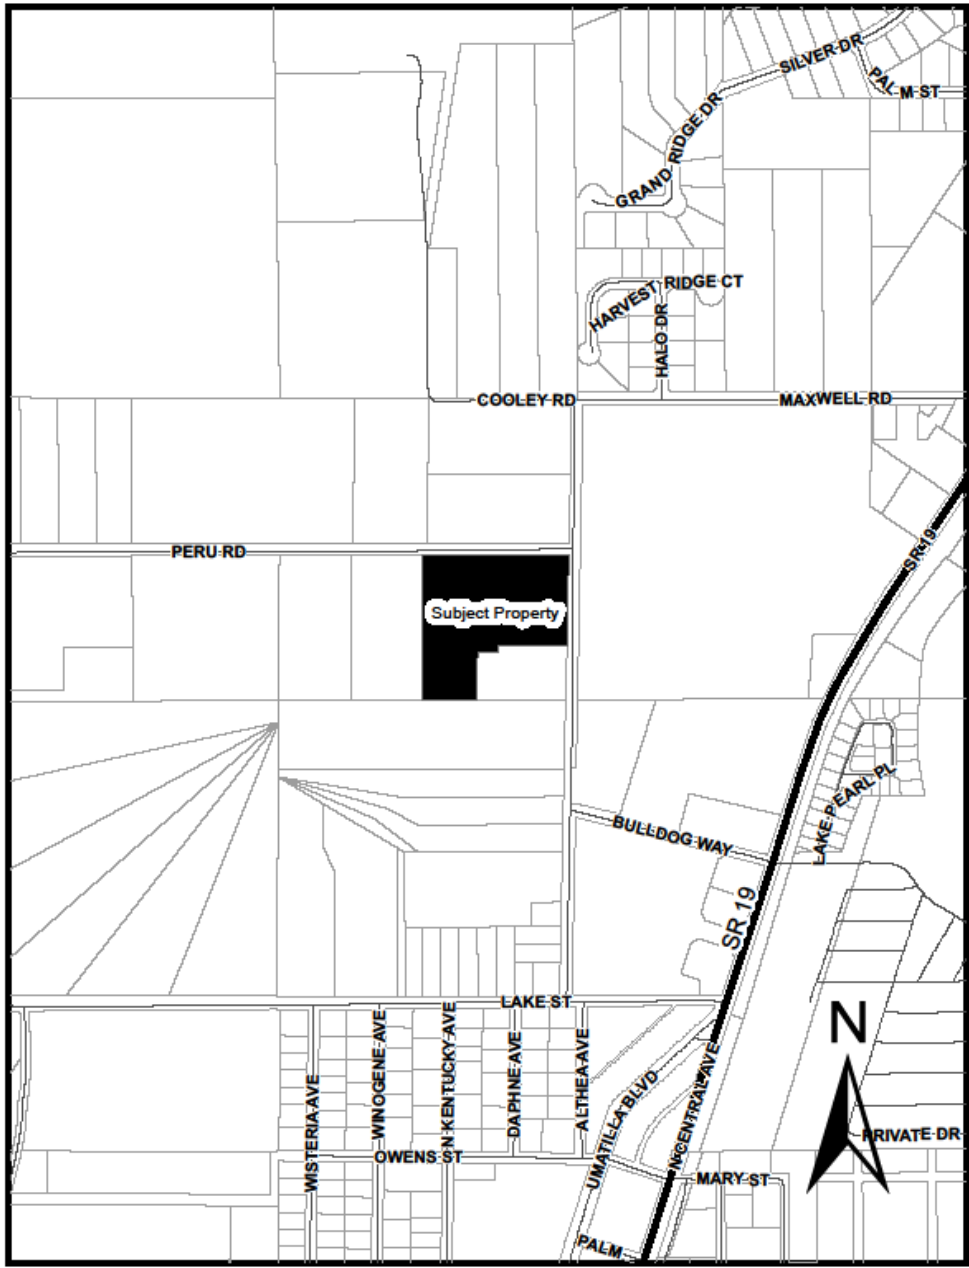 SILVER DR
PALM ST
GRAND RIDGE DR
HARVEST RIDGE CT
HALO DR
COOLEY RD
MAXWELL RD
SR 19
PERU RD
Subject Property
LAKE PEARL PL
BULLDOG WAY
SR 19
LAKE ST
N
WISTERIA AVE
WINOGENE AVE
N KENTUCKY AVE
DAPHNE AVE
ALTHEA AVE
UMATILLA BLVD
N CENTRAL AVE
PRIVATE DR
OWENS ST
MARY ST
PALM